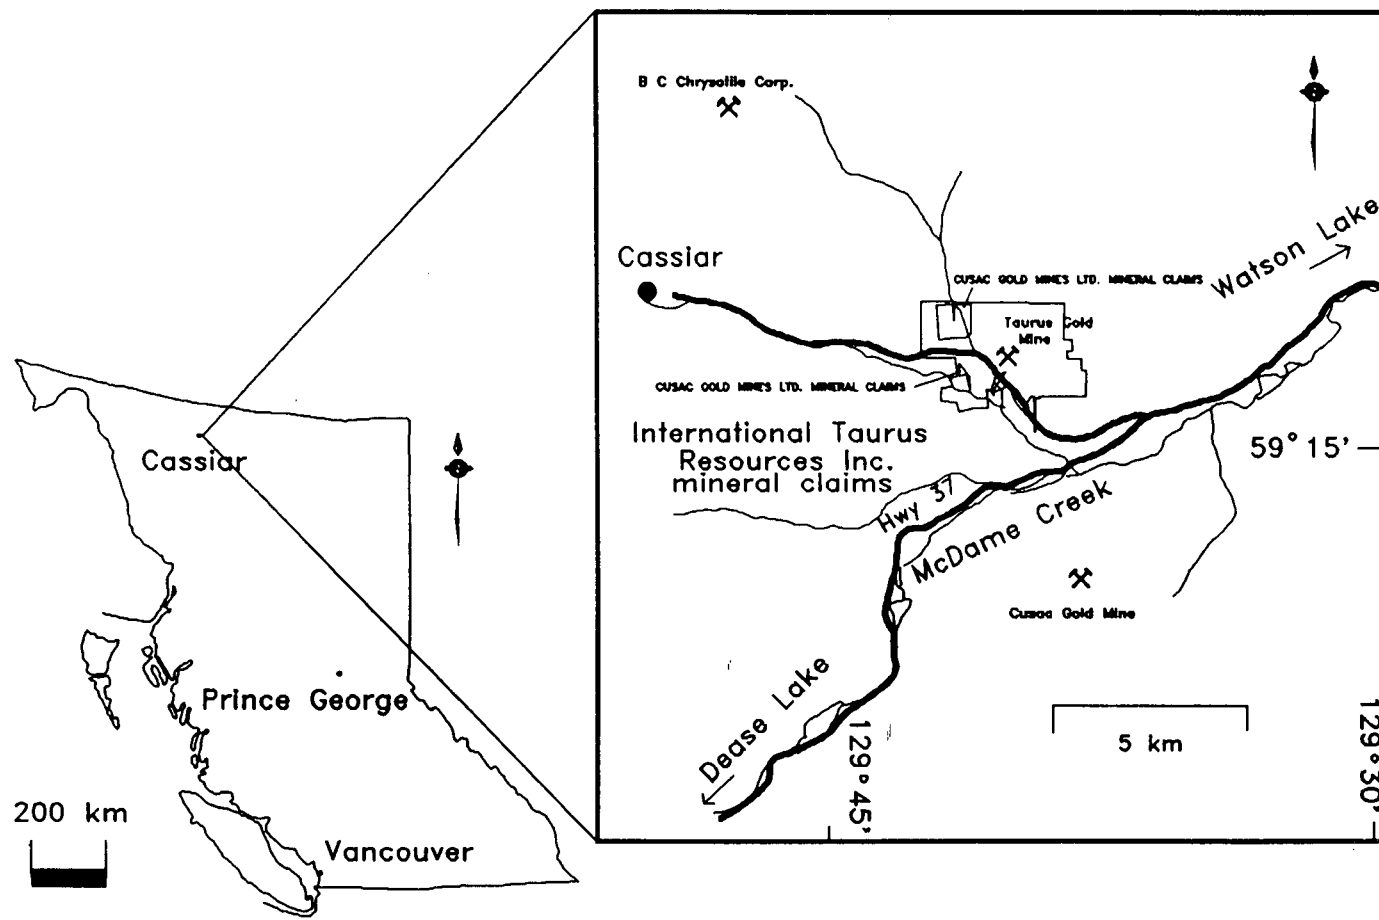 B C Chrysotile Corp.
Cassiar
Watson Lake
CUSAC GOLD MINES LTD. MINERAL CLAIMS
Taurus Gold
Mine
CUSAC GOLD MINES LTD. MINERAL CLAIMS
International Taurus
Resources Inc.
mineral claims
59° 15'
Hwy 37
McDame Creek
Cusac Gold Mine
Dease Lake
5 km
129° 45'
129° 30'
Cassiar
Prince George
200 km
Vancouver